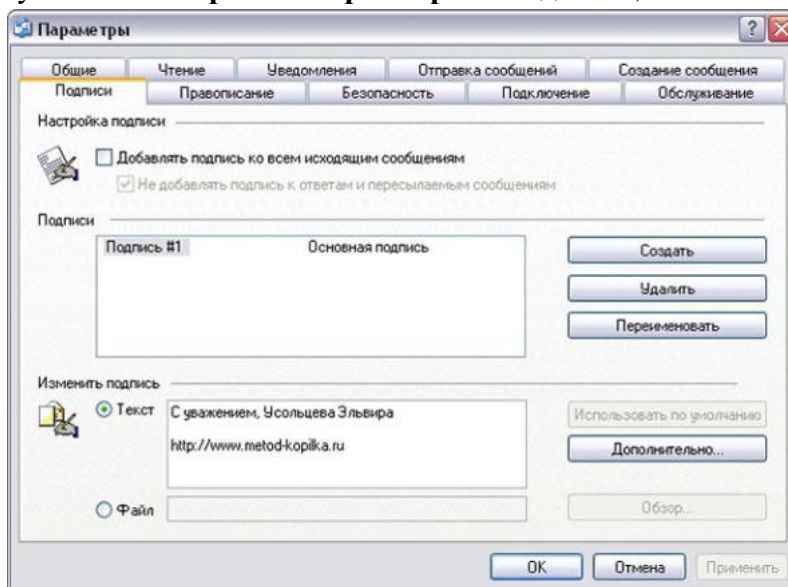 Параметры
Общие Чтение Уведомления Отправка сообщений Создание сообщения
Подписи Правописание Безопасность Подключение Обслуживание
Настройка подписи
Добавлять подпись ко всем исходящим сообщениям
Не добавлять подпись к ответам и пересылаемым сообщениям
Подписи
Подпись #1 Основная подпись
Создать
Удалить
Переименовать
Изменить подпись
Текст
С уважением, Усольцева Эльвира
http://www.metod-kopilka.ru
Использовать по умолчанию
Дополнительно...
Файл
Обзор...
ОК Отмена Применить